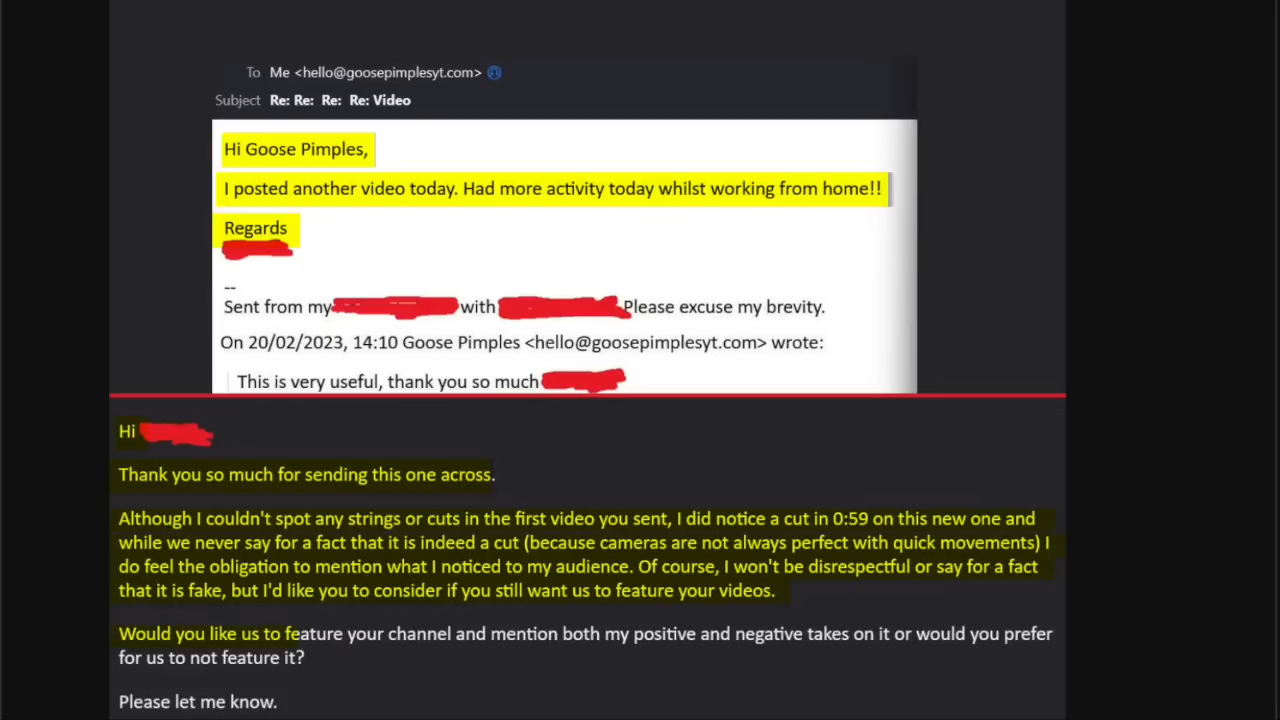 To Me <hello@goosepimplesyt.com>
Subject Re: Re: Re: Re: Video
Hi Goose Pimples,
I posted another video today. Had more activity today whilst working from home!!
Regards
--
Sent from my with Please excuse my brevity.
On 20/02/2023, 14:10 Goose Pimples <hello@goosepimplesyt.com> wrote:
This is very useful, thank you so much
Hi
Thank you so much for sending this one across.
Although I couldn't spot any strings or cuts in the first video you sent, I did notice a cut in 0:59 on this new one and
while we never say for a fact that it is indeed a cut (because cameras are not always perfect with quick movements) I
do feel the obligation to mention what I noticed to my audience. Of course, I won't be disrespectful or say for a fact
that it is fake, but I'd like you to consider if you still want us to feature your videos.
Would you like us to feature your channel and mention both my positive and negative takes on it or would you prefer
for us to not feature it?
Please let me know.